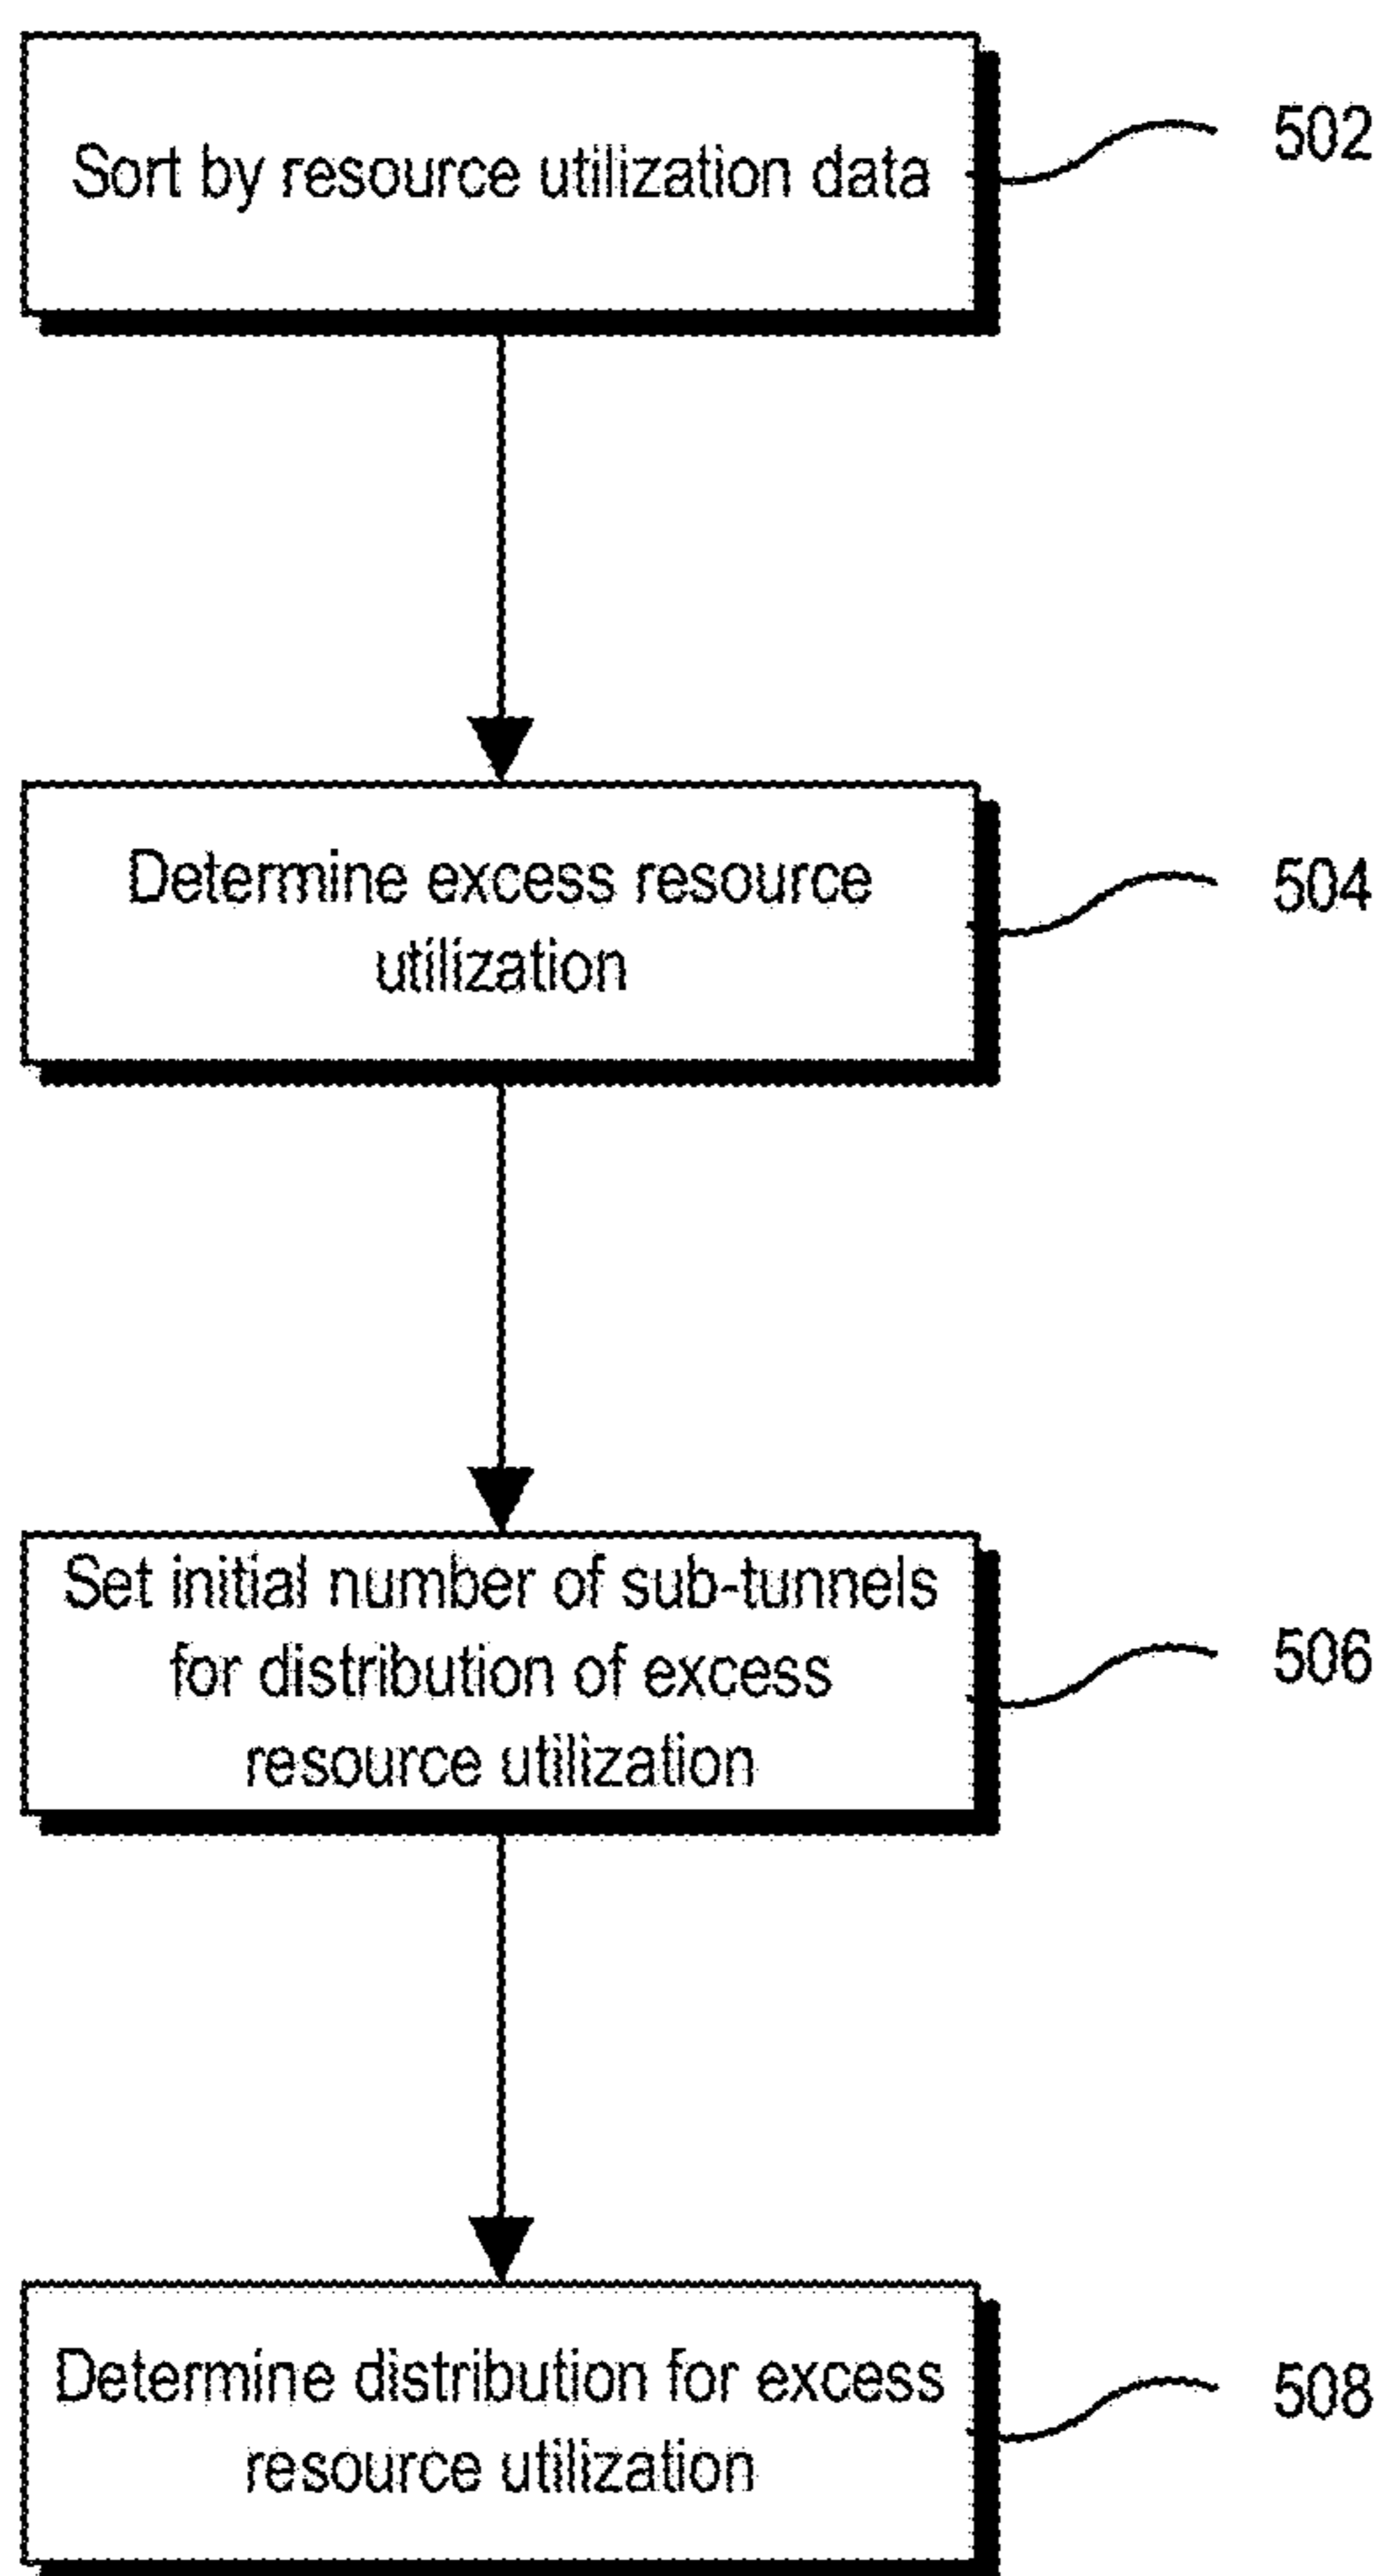 Sort by resource utilization data
502
Determine excess resource
utilization
504
Set initial number of sub-tunnels
for distribution of excess
resource utilization
506
Determine distribution for excess
resource utilization
508